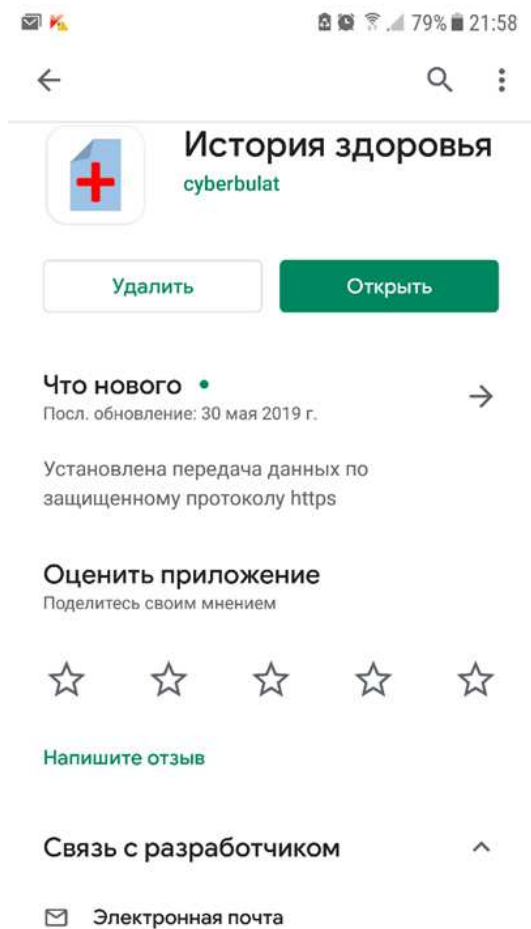 79% 21:58
История здоровья
cyberbulat
Удалить
Открыть
Что нового
Посл. обновление: 30 мая 2019 г.
Установлена передача данных по
защищенному протоколу https
Оценить приложение
Поделитесь своим мнением
Напишите отзыв
Связь с разработчиком
Электронная почта